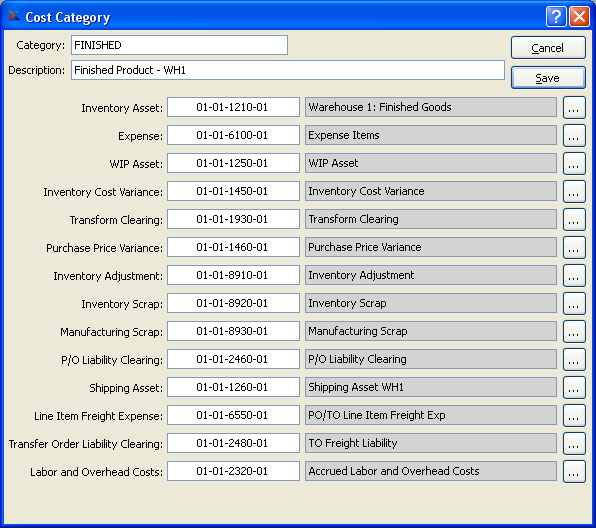 Cost Category
Category: FINISHED
Cancel
Description: Finished Product - WH1
Save
Inventory Asset: 01-01-1210-01 Warehouse 1: Finished Goods ...
Expense: 01-01-6100-01 Expense Items ...
WIP Asset: 01-01-1250-01 WIP Asset ...
Inventory Cost Variance: 01-01-1450-01 Inventory Cost Variance ...
Transform Clearing: 01-01-1930-01 Transform Clearing ...
Purchase Price Variance: 01-01-1460-01 Purchase Price Variance ...
Inventory Adjustment: 01-01-8910-01 Inventory Adjustment ...
Inventory Scrap: 01-01-8920-01 Inventory Scrap ...
Manufacturing Scrap: 01-01-8930-01 Manufacturing Scrap ...
P/O Liability Clearing: 01-01-2460-01 P/O Liability Clearing ...
Shipping Asset: 01-01-1260-01 Shipping Asset WH1 ...
Line Item Freight Expense: 01-01-6550-01 PO/TO Line Item Freight Exp ...
Transfer Order Liability Clearing: 01-01-2480-01 TO Freight Liability ...
Labor and Overhead Costs: 01-01-2320-01 Accrued Labor and Overhead Costs ...